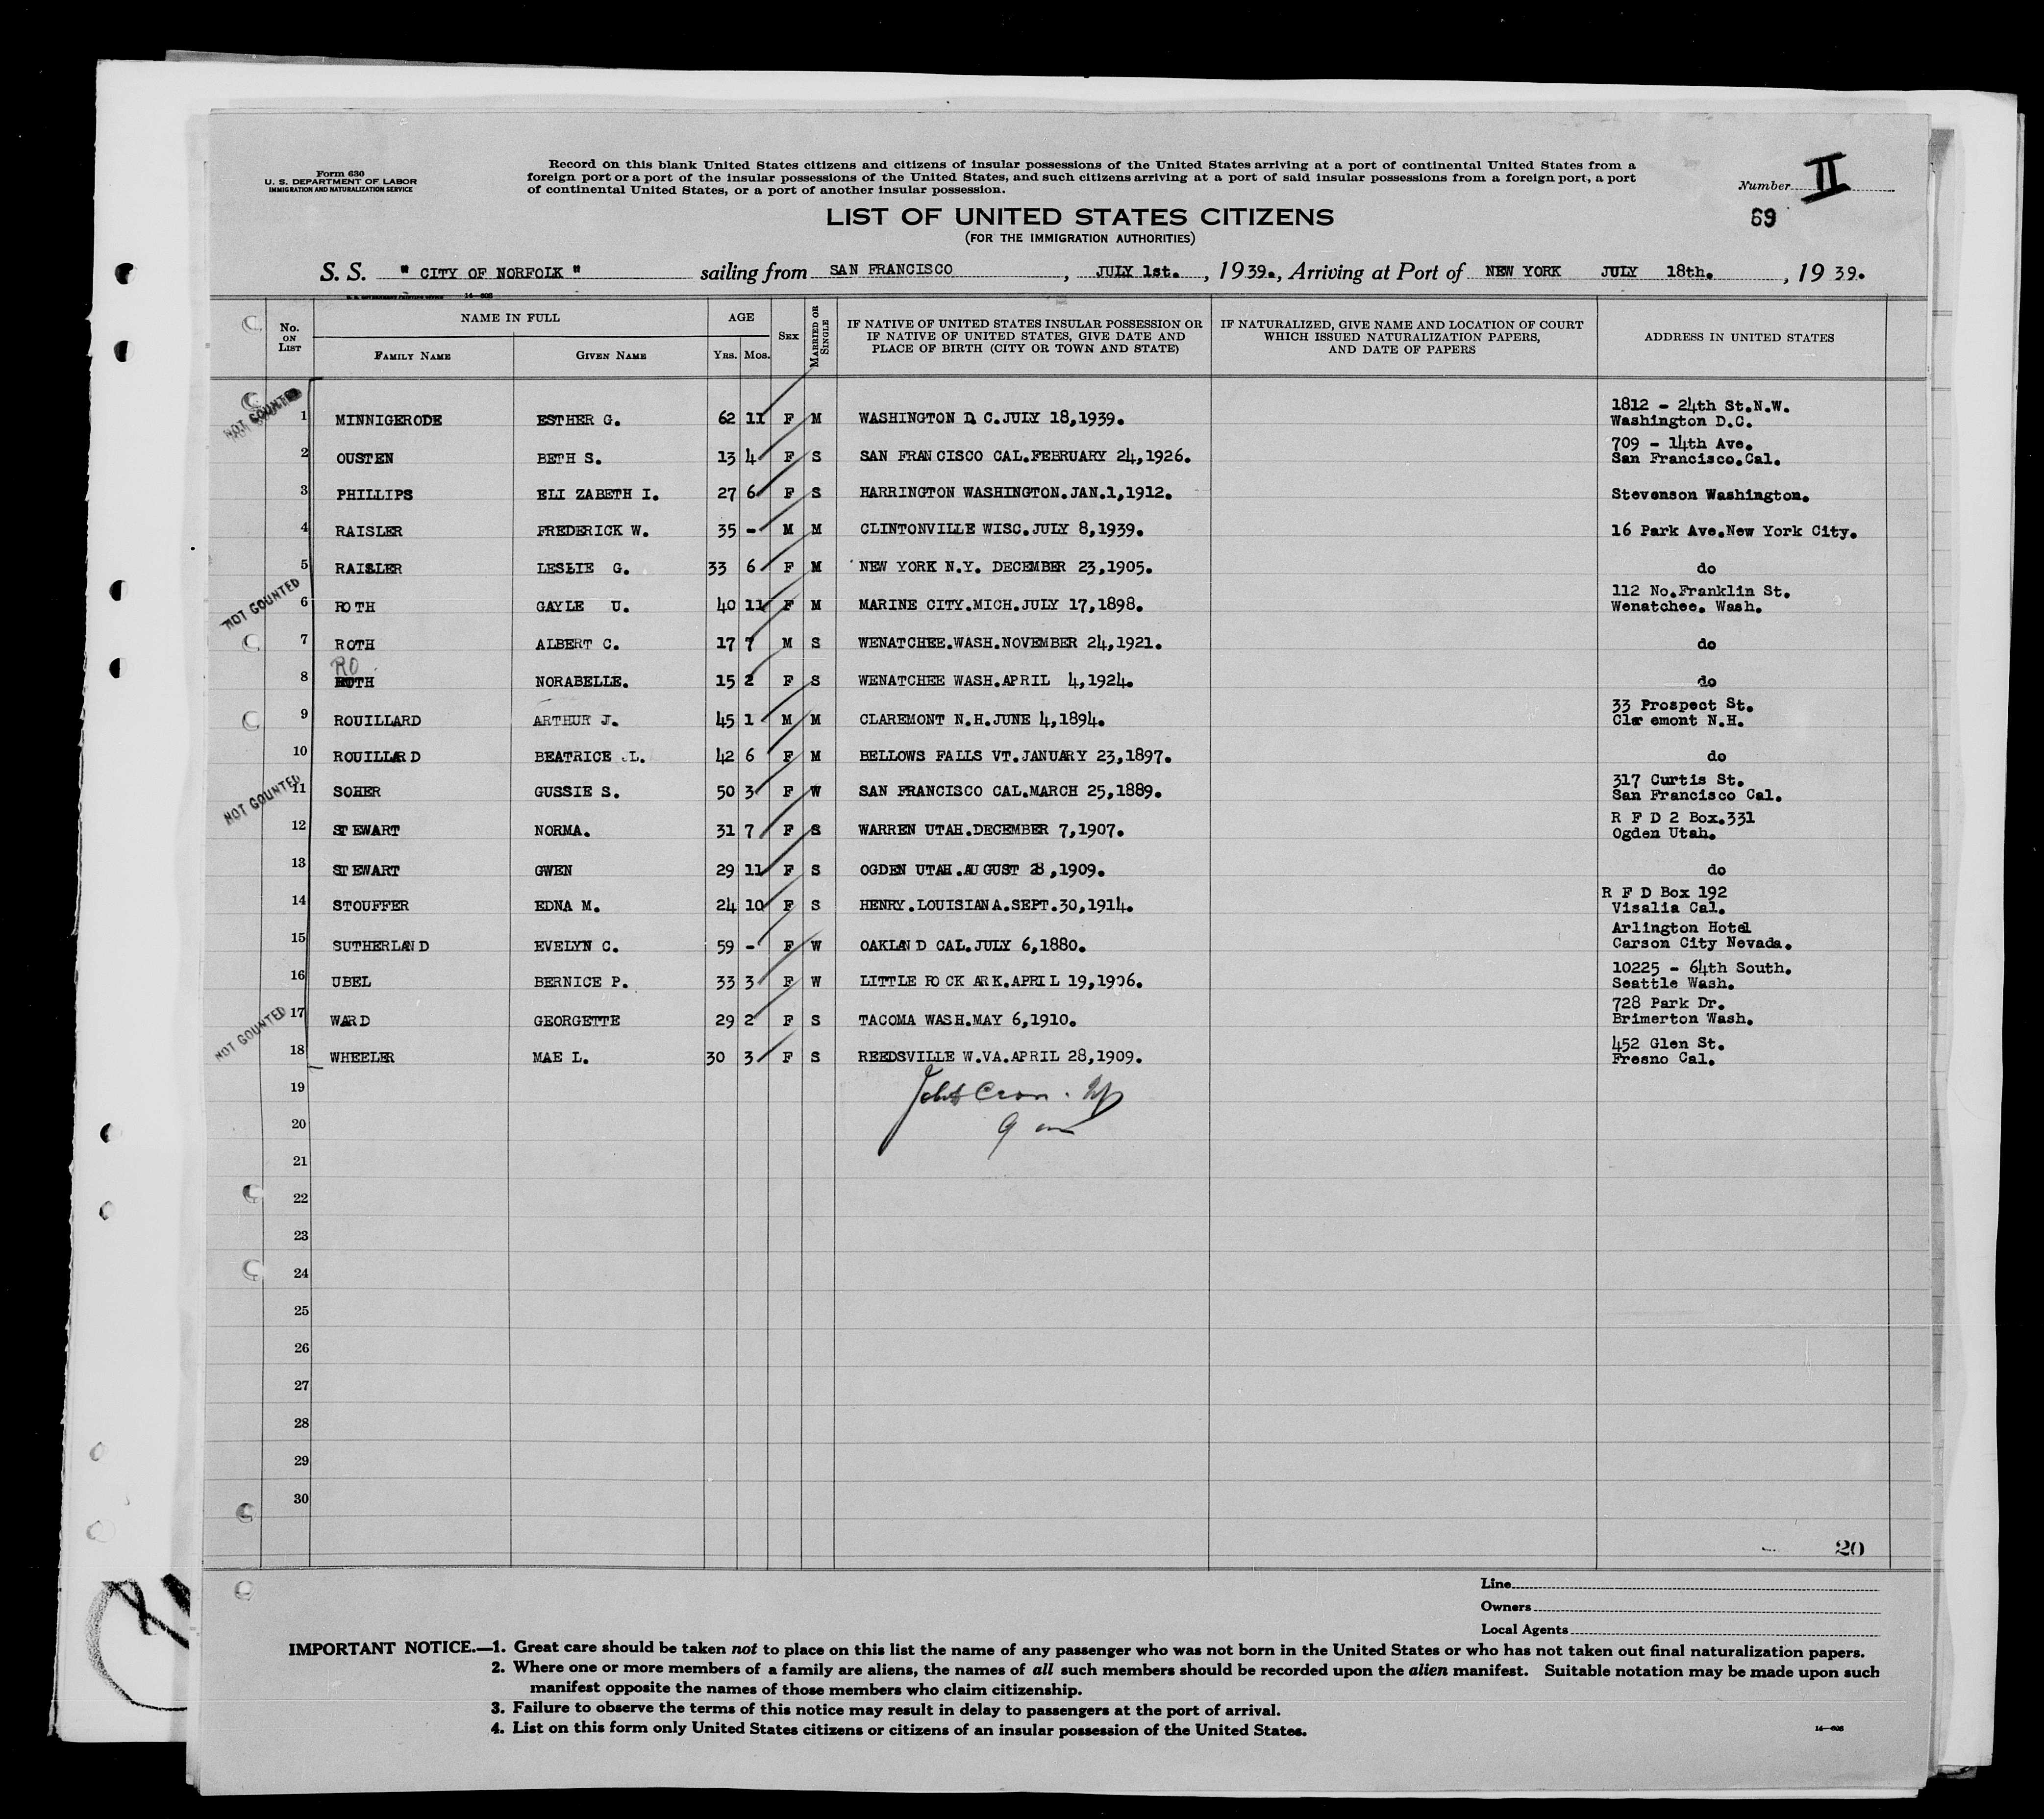 Form 630
U. S. DEPARTMENT OF LABOR
IMMIGRATION AND NATURALIZATION SERVICE
Record on this blank United States citizens and citizens of insular possessions of the United States arriving at a port of continental United States from a
foreign port or a port of the insular possessions of the United States, and such citizens arriving at a port of said insular possessions from a foreign port, a port
of continental United States, or a port of another insular possession.
Number II
69
LIST OF UNITED STATES CITIZENS
(FOR THE IMMIGRATION AUTHORITIES)
S. S. " CITY OF NORFOLK " sailing from SAN FRANCISCO , JULY 1st. , 1939., Arriving at Port of NEW YORK JULY 18th. , 1939.
14—608
No. ON LIST
NAME IN FULL
FAMILY NAME
GIVEN NAME
AGE
YRS.
MOS.
SEX
MARRIED OR SINGLE
IF NATIVE OF UNITED STATES INSULAR POSSESSION OR
IF NATIVE OF UNITED STATES, GIVE DATE AND
PLACE OF BIRTH (CITY OR TOWN AND STATE)
IF NATURALIZED, GIVE NAME AND LOCATION OF COURT
WHICH ISSUED NATURALIZATION PAPERS,
AND DATE OF PAPERS
ADDRESS IN UNITED STATES
NOT COUNTED
1 MINNIGERODE ESTHER G. 62 11 F M WASHINGTON D. C.JULY 18,1939. 1812 - 24th St.N.W.
Washington D.C.
2 OUSTEN BETH S. 13 4 F S SAN FRANCISCO CAL.FEBRUARY 24,1926. 709 - 14th Ave.
San Francisco.Cal.
3 PHILLIPS ELI ZABETH I. 27 6 F S HARRINGTON WASHINGTON.JAN.1,1912. Stevenson Washington.
4 RAISLER FREDERICK W. 35 - M M CLINTONVILLE WISC.JULY 8,1939. 16 Park Ave.New York City.
5 RAISLER LESLIE G. 33 6 F M NEW YORK N.Y. DECEMBER 23,1905. do
NOT COUNTED
6 ROTH GAYLE U. 40 11 F M MARINE CITY.MICH.JULY 17,1898. 112 No.Franklin St.
Wenatchee. Wash.
7 ROTH ALBERT C. 17 7 M S WENATCHEE.WASH.NOVEMBER 24,1921. do
RO
8 ROTH NORABELLE. 15 2 F S WENATCHEE WASH.APRIL 4,1924. do
9 ROUILLARD ARTHUR J. 45 1 M M CLAREMONT N.H.JUNE 4,1894. 33 Prospect St.
Clar emont N.H.
10 ROUILLARD BEATRICE L. 42 6 F M BELLOWS FALLS VT.JANUARY 23,1897. do
NOT COUNTED
11 SOHER GUSSIE S. 50 3 F W SAN FRANCISCO CAL.MARCH 25,1889. 317 Curtis St.
San Francisco Cal.
12 STEWART NORMA. 31 7 F S WARREN UTAH.DECEMBER 7,1907. R F D 2 Box.331
Ogden Utah.
13 STEWART GWEN 29 11 F S OGDEN UTAH.AUGUST 28,1909. do
14 STOUFFER EDNA M. 24 10 F S HENRY.LOUISIANA.SEPT.30,1914. R F D Box 192
Visalia Cal.
15 SUTHERLAND EVELYN C. 59 - F W OAKLAND CAL.JULY 6,1880. Arlington Hotel
Carson City Nevada.
16 UBEL BERNICE P. 33 3 F W LITTLE ROCK ARK.APRIL 19,1906. 10225 - 64th South.
Seattle Wash.
NOT COUNTED
17 WARD GEORGETTE 29 2 F S TACOMA WASH.MAY 6,1910. 728 Park Dr.
Brimerton Wash.
18 WHEELER MAE L. 30 3 F S REEDSVILLE W.VA.APRIL 28,1909. 452 Glen St.
Fresno Cal.
19
20
21
22
23
24
25
26
27
28
29
30
20
Line
Owners
Local Agents
IMPORTANT NOTICE.—1. Great care should be taken not to place on this list the name of any passenger who was not born in the United States or who has not taken out final naturalization papers.
2. Where one or more members of a family are aliens, the names of all such members should be recorded upon the alien manifest. Suitable notation may be made upon such
manifest opposite the names of those members who claim citizenship.
3. Failure to observe the terms of this notice may result in delay to passengers at the port of arrival.
4. List on this form only United States citizens or citizens of an insular possession of the United States.
14—608